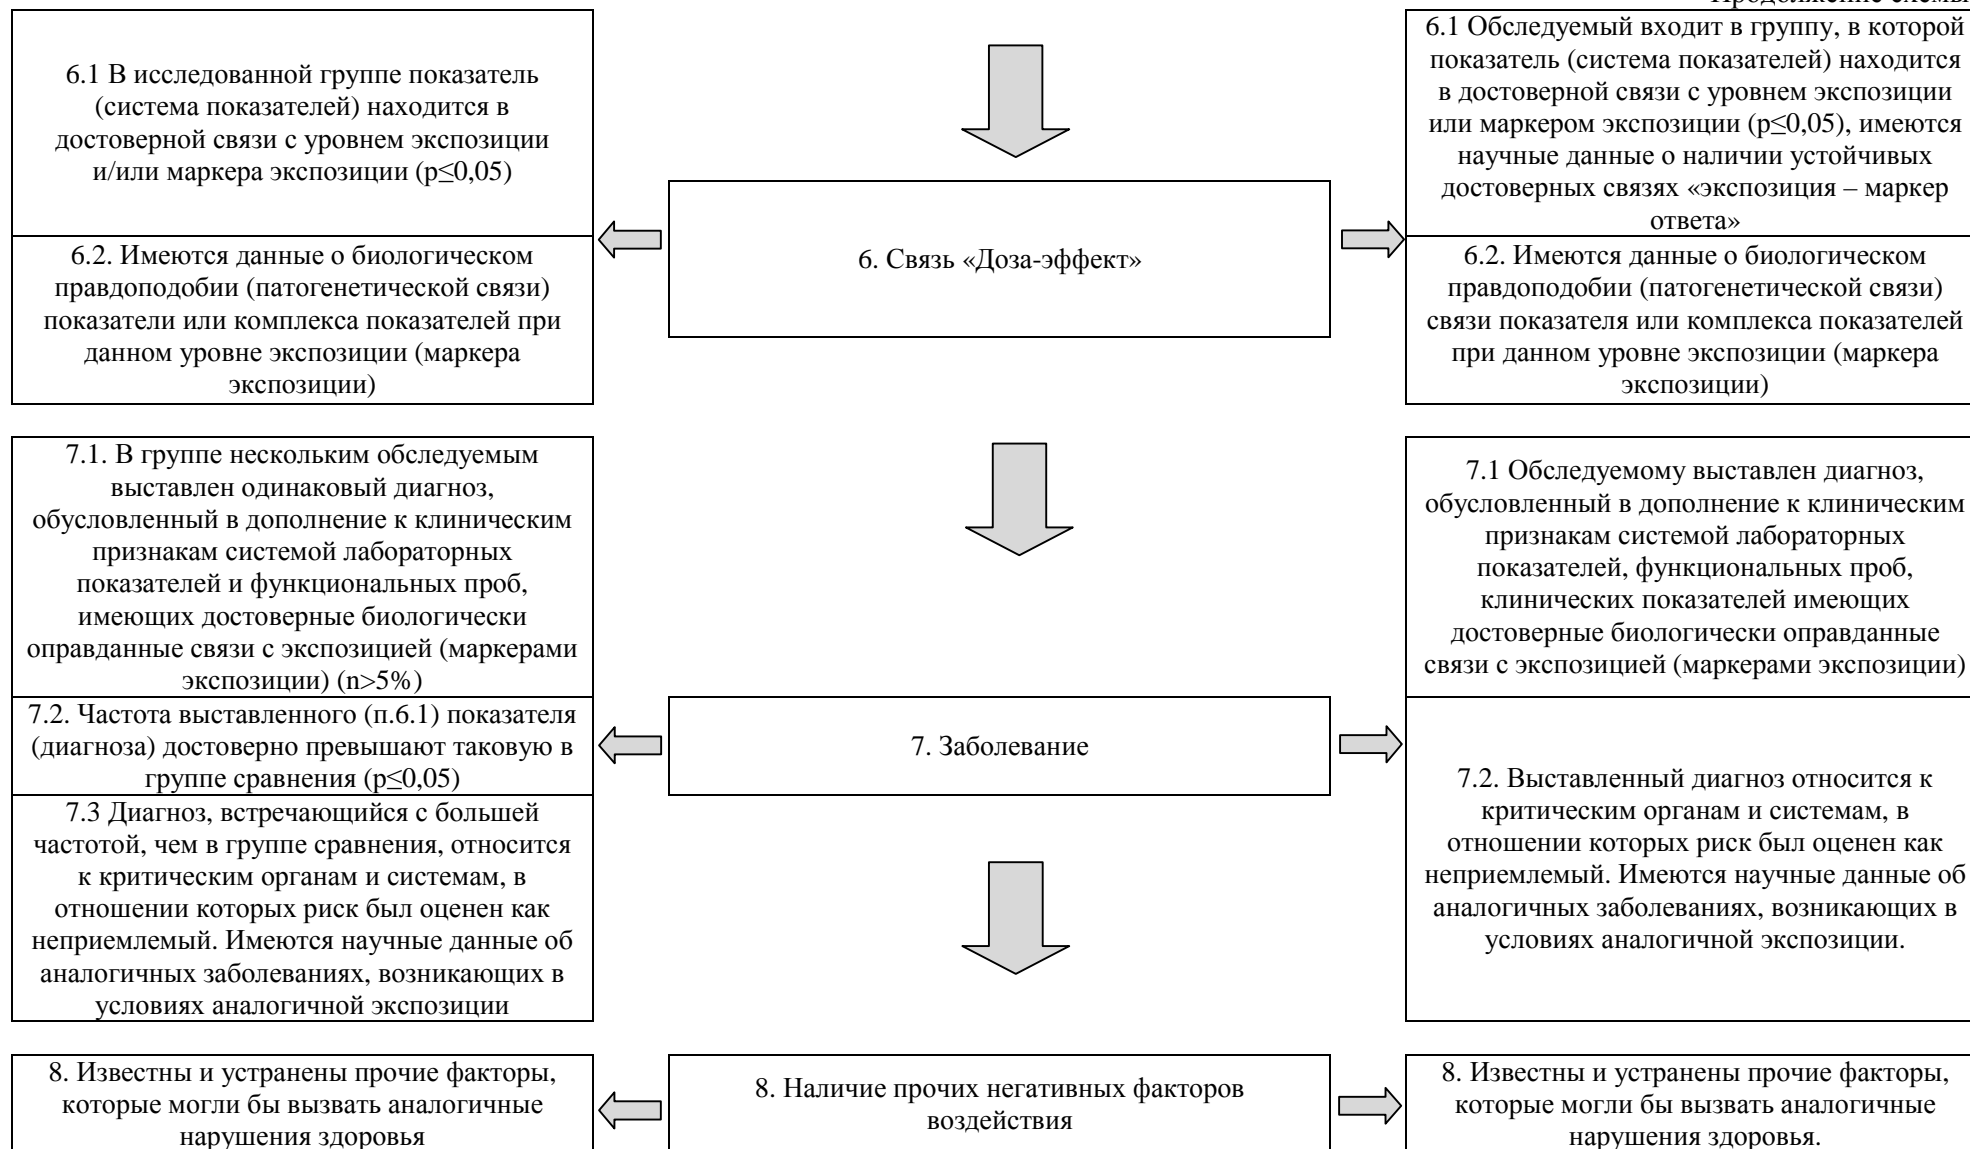 Продолжение схемы
6.1 В исследованной группе показатель
(система показателей) находится в
достоверной связи с уровнем экспозиции
и/или маркера экспозиции (p≤0,05)
6.2. Имеются данные о биологическом
правдоподобии (патогенетической связи)
показатели или комплекса показателей при
данном уровне экспозиции (маркера
экспозиции)
6. Связь «Доза-эффект»
6.1 Обследуемый входит в группу, в которой
показатель (система показателей) находится
в достоверной связи с уровнем экспозиции
или маркером экспозиции (p≤0,05), имеются
научные данные о наличии устойчивых
достоверных связях «экспозиция – маркер
ответа»
6.2. Имеются данные о биологическом
правдоподобии (патогенетической связи)
связи показателя или комплекса показателей
при данном уровне экспозиции (маркера
экспозиции)
7.1. В группе нескольким обследуемым
выставлен одинаковый диагноз,
обусловленный в дополнение к клиническим
признакам системой лабораторных
показателей и функциональных проб,
имеющих достоверные биологически
оправданные связи с экспозицией (маркерами
экспозиции) (n>5%)
7.2. Частота выставленного (п.6.1) показателя
(диагноза) достоверно превышают таковую в
группе сравнения (p≤0,05)
7.3 Диагноз, встречающийся с большей
частотой, чем в группе сравнения, относится
к критическим органам и системам, в
отношении которых риск был оценен как
неприемлемый. Имеются научные данные об
аналогичных заболеваниях, возникающих в
условиях аналогичной экспозиции
7. Заболевание
7.1 Обследуемому выставлен диагноз,
обусловленный в дополнение к клиническим
признакам системой лабораторных
показателей, функциональных проб,
клинических показателей имеющих
достоверные биологически оправданные
связи с экспозицией (маркерами экспозиции)
7.2. Выставленный диагноз относится к
критическим органам и системам, в
отношении которых риск был оценен как
неприемлемый. Имеются научные данные об
аналогичных заболеваниях, возникающих в
условиях аналогичной экспозиции.
8. Известны и устранены прочие факторы,
которые могли бы вызвать аналогичные
нарушения здоровья
8. Наличие прочих негативных факторов
воздействия
8. Известны и устранены прочие факторы,
которые могли бы вызвать аналогичные
нарушения здоровья.